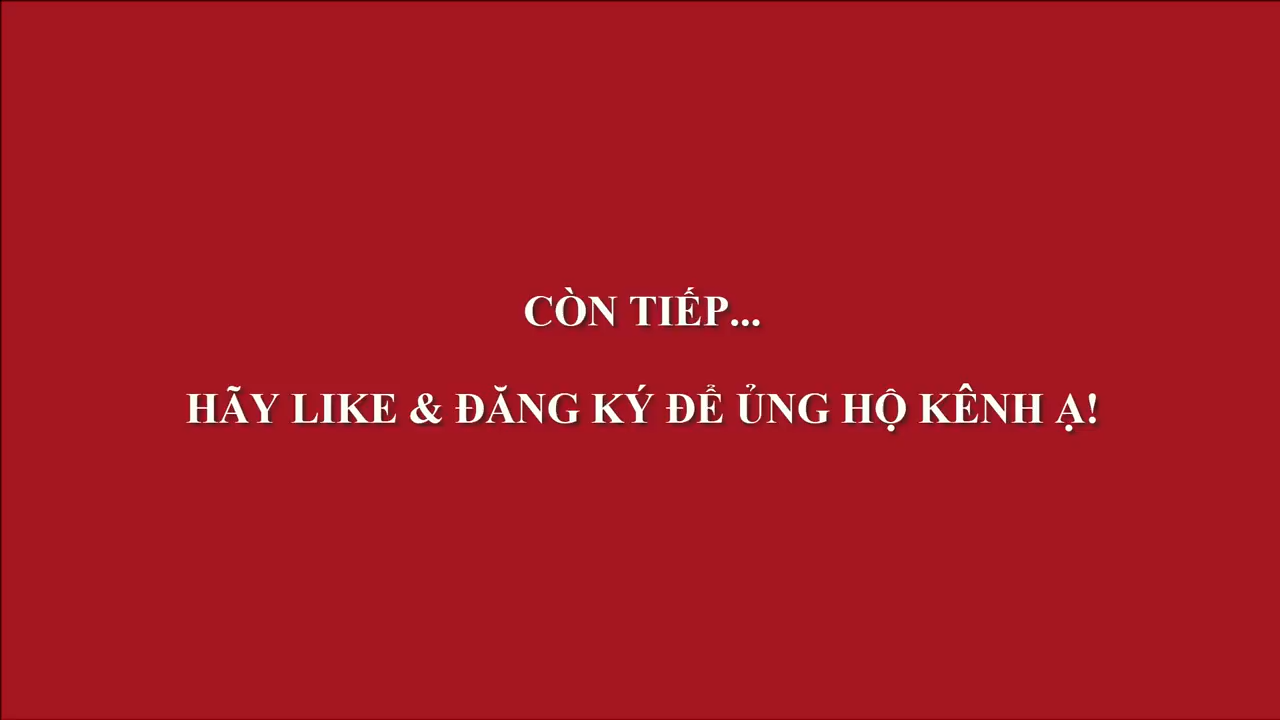 CÒN TIẾP...
HÃY LIKE & ĐĂNG KÝ ĐỂ ỦNG HỘ KÊNH Ạ!